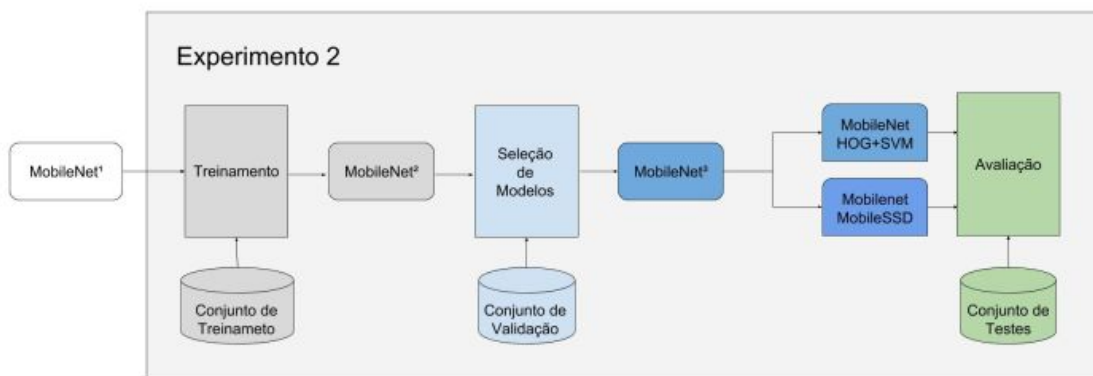 Experimento 2
MobileNet¹
Treinamento
MobileNet²
Seleção
de
Modelos
MobileNet³
MobileNet
HOG+SVM
Mobilenet
MobileSSD
Avaliação
Conjunto de
Treinameto
Conjunto de
Validação
Conjunto de
Testes